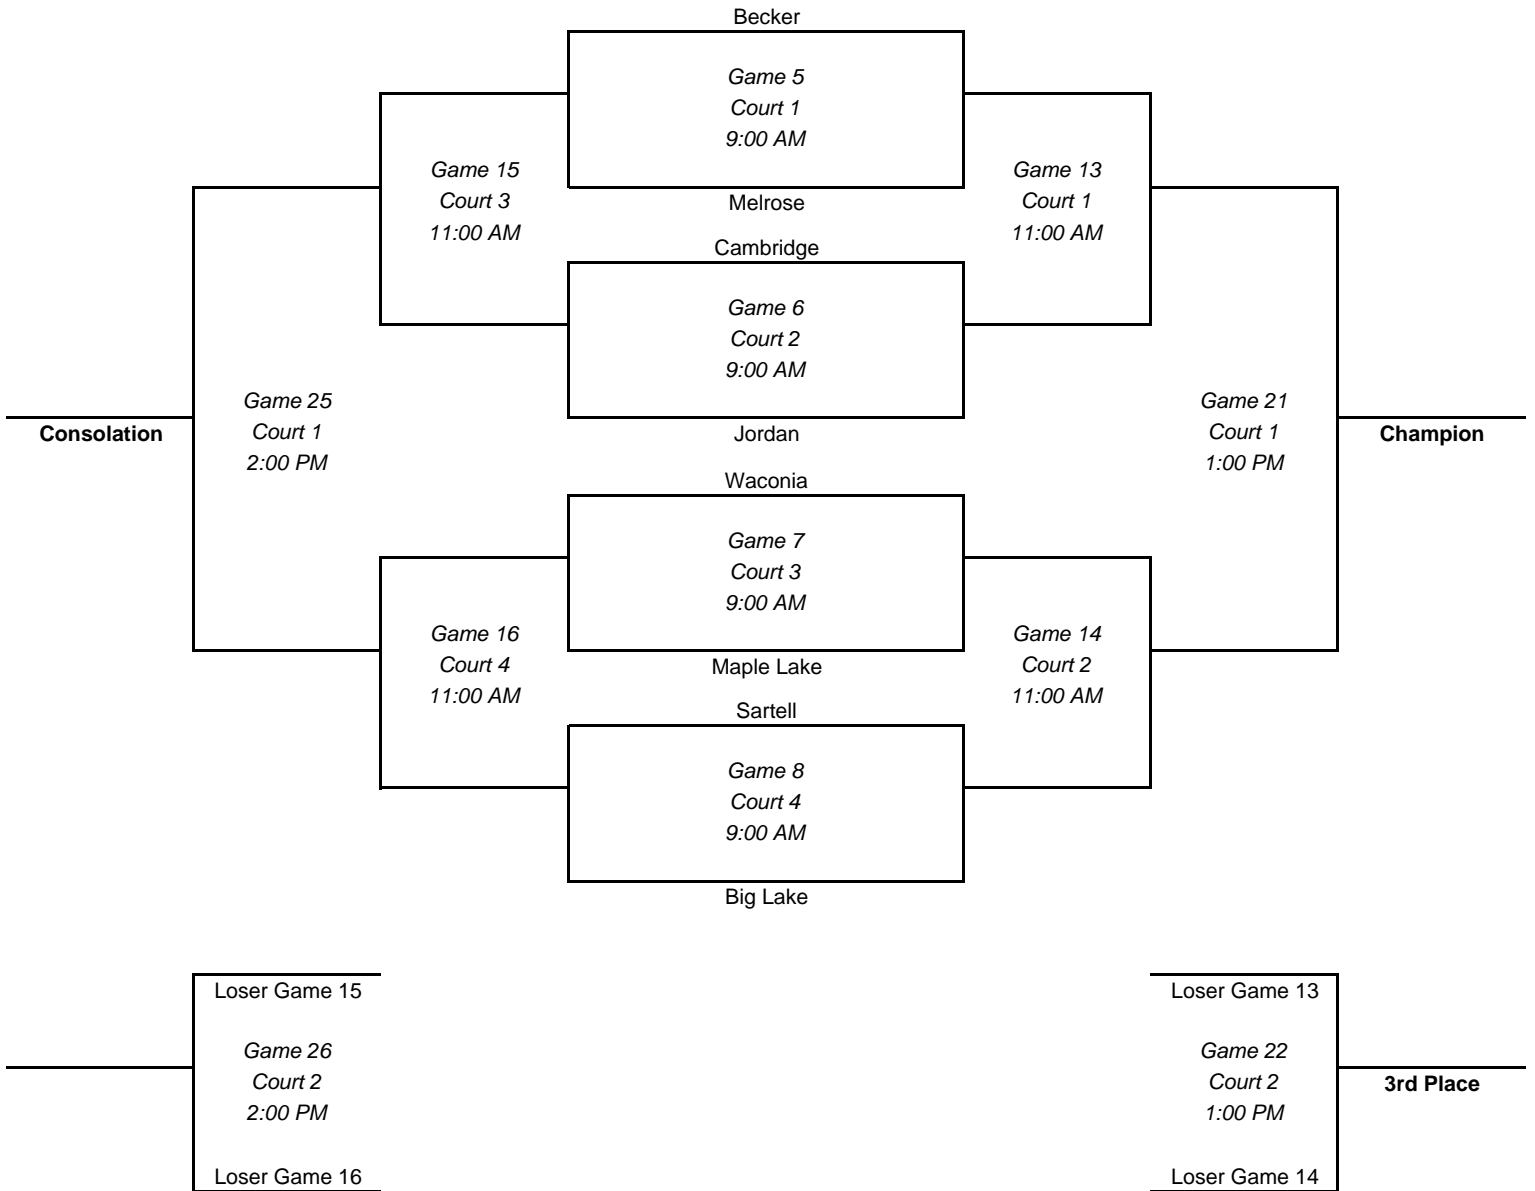 Becker
Game 5
Court 1
9:00 AM
Game 15
Court 3
11:00 AM
Game 13
Court 1
11:00 AM
Melrose
Cambridge
Game 6
Court 2
9:00 AM
Jordan
Game 25
Court 1
2:00 PM
Consolation
Game 21
Court 1
1:00 PM
Champion
Waconia
Game 7
Court 3
9:00 AM
Game 16
Court 4
11:00 AM
Game 14
Court 2
11:00 AM
Maple Lake
Sartell
Game 8
Court 4
9:00 AM
Big Lake
Loser Game 15
Game 26
Court 2
2:00 PM
Loser Game 16
Loser Game 13
Game 22
Court 2
1:00 PM
3rd Place
Loser Game 14